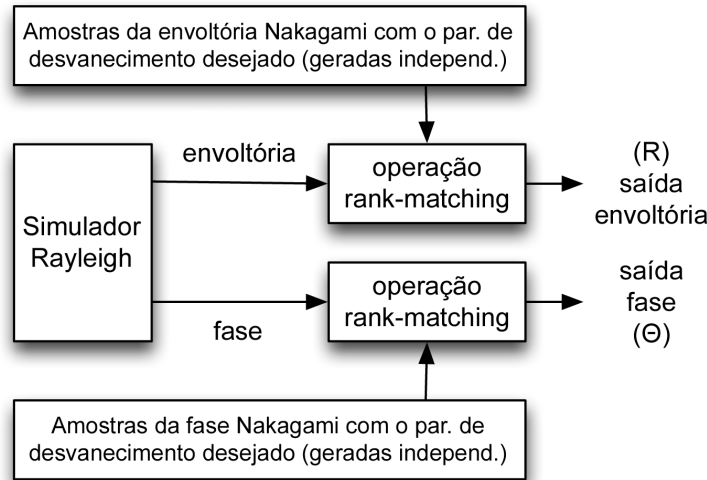 Amostras da envoltória Nakagami com o par. de
desvanecimento desejado (geradas independ.)
envoltória
operação
rank-matching
(R)
saída
envoltória
Simulador
Rayleigh
fase
operação
rank-matching
saída
fase
(Θ)
Amostras da fase Nakagami com o par. de
desvanecimento desejado (geradas independ.)